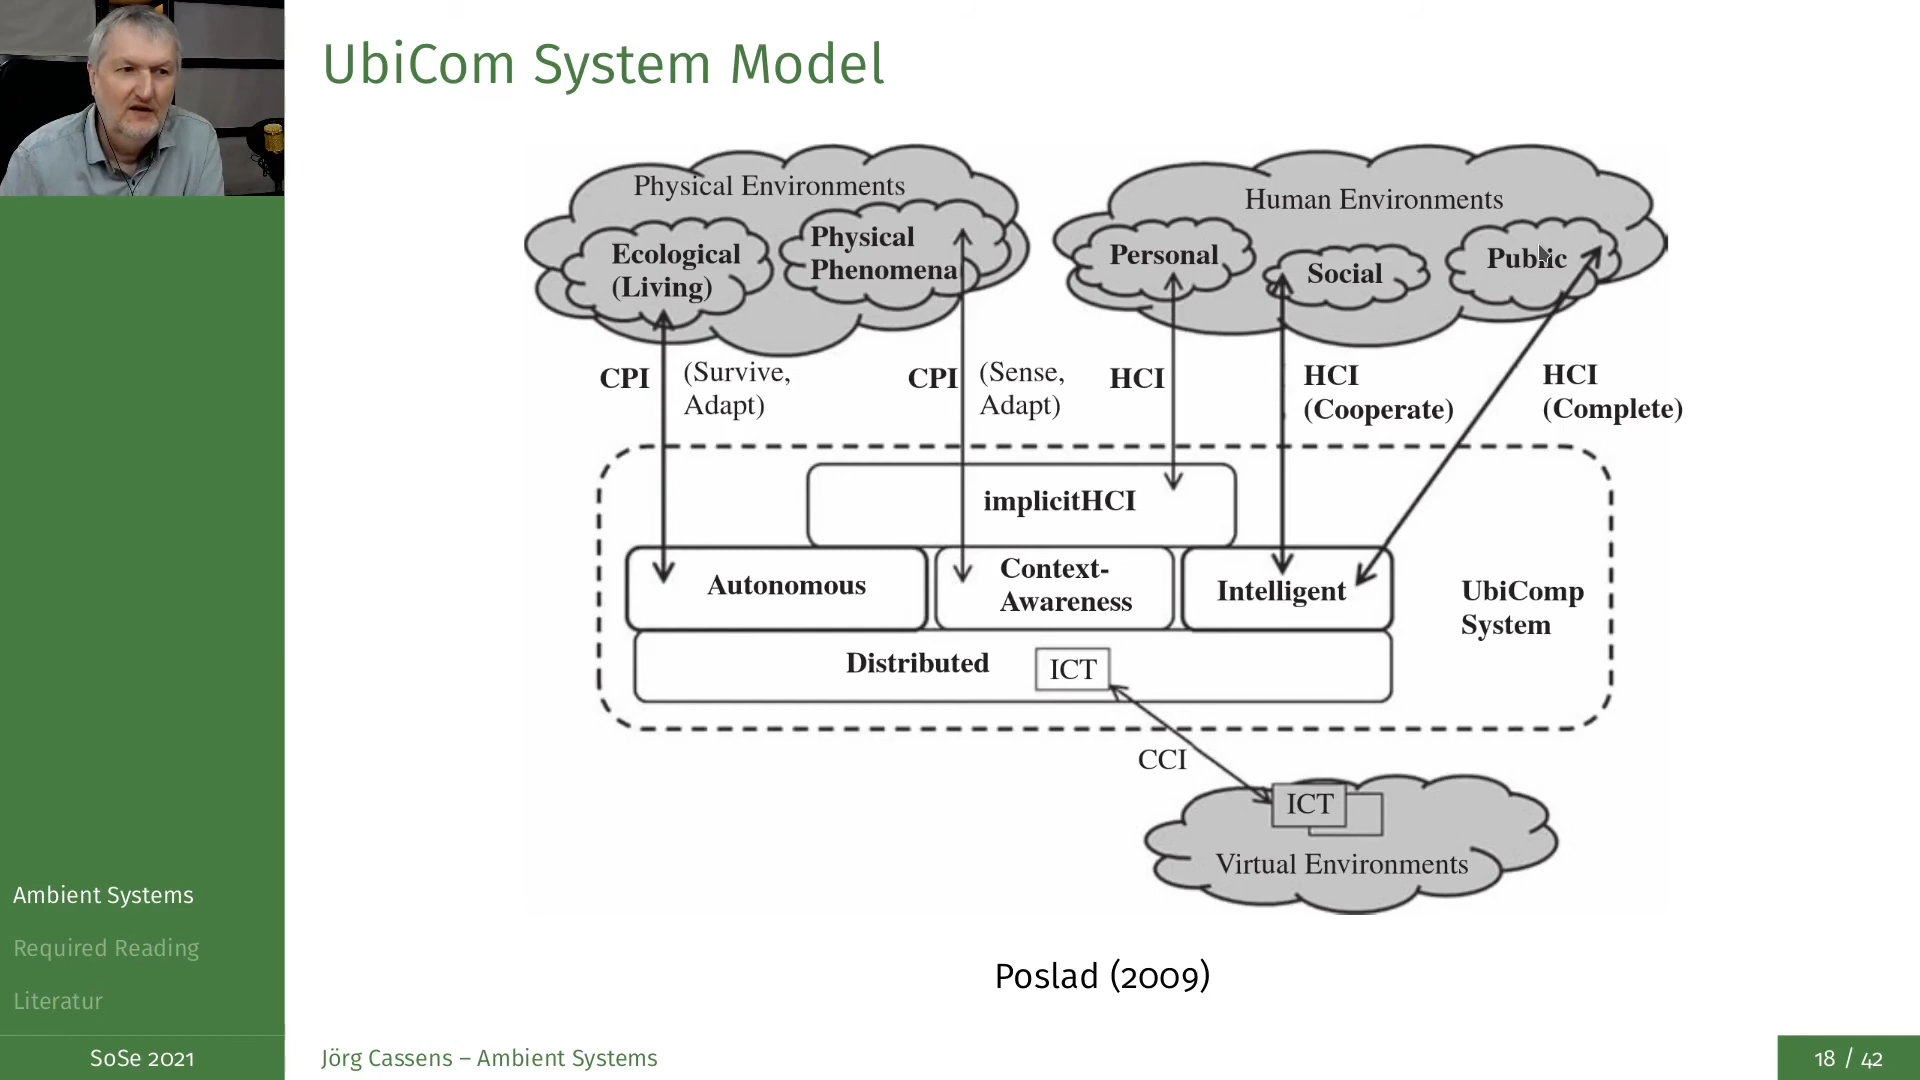 UbiCom System Model
Physical Environments
Ecological
(Living)
Physical
Phenomena
Human Environments
Personal
Social
Public
CPI
(Survive,
Adapt)
CPI
(Sense,
Adapt)
HCI
HCI
(Cooperate)
HCI
(Complete)
implicitHCI
Autonomous
Context-
Awareness
Intelligent
UbiComp
System
Distributed
ICT
CCI
ICT
Virtual Environments
Poslad (2009)
Ambient Systems
Required Reading
Literatur
SoSe 2021
Jörg Cassens – Ambient Systems
18 / 42